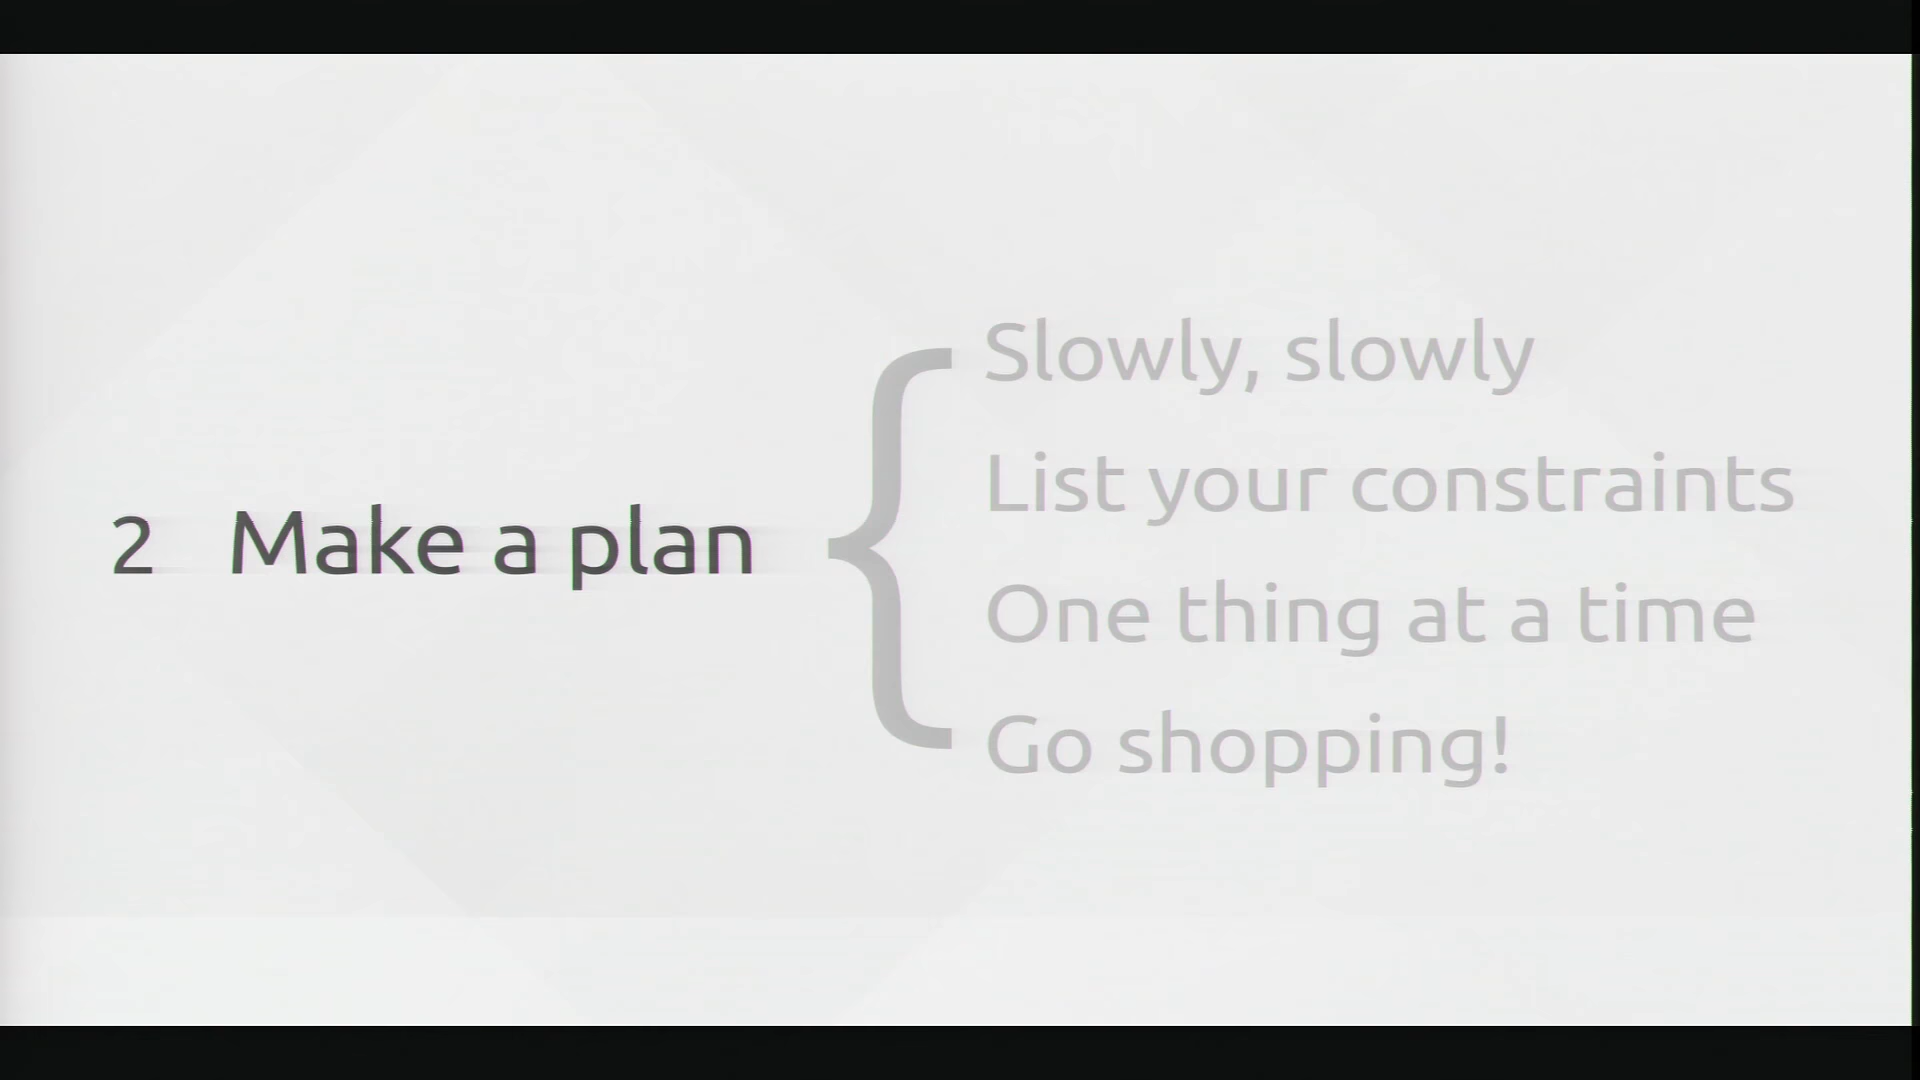 2 Make a plan
Slowly, slowly
List your constraints
One thing at a time
Go shopping!